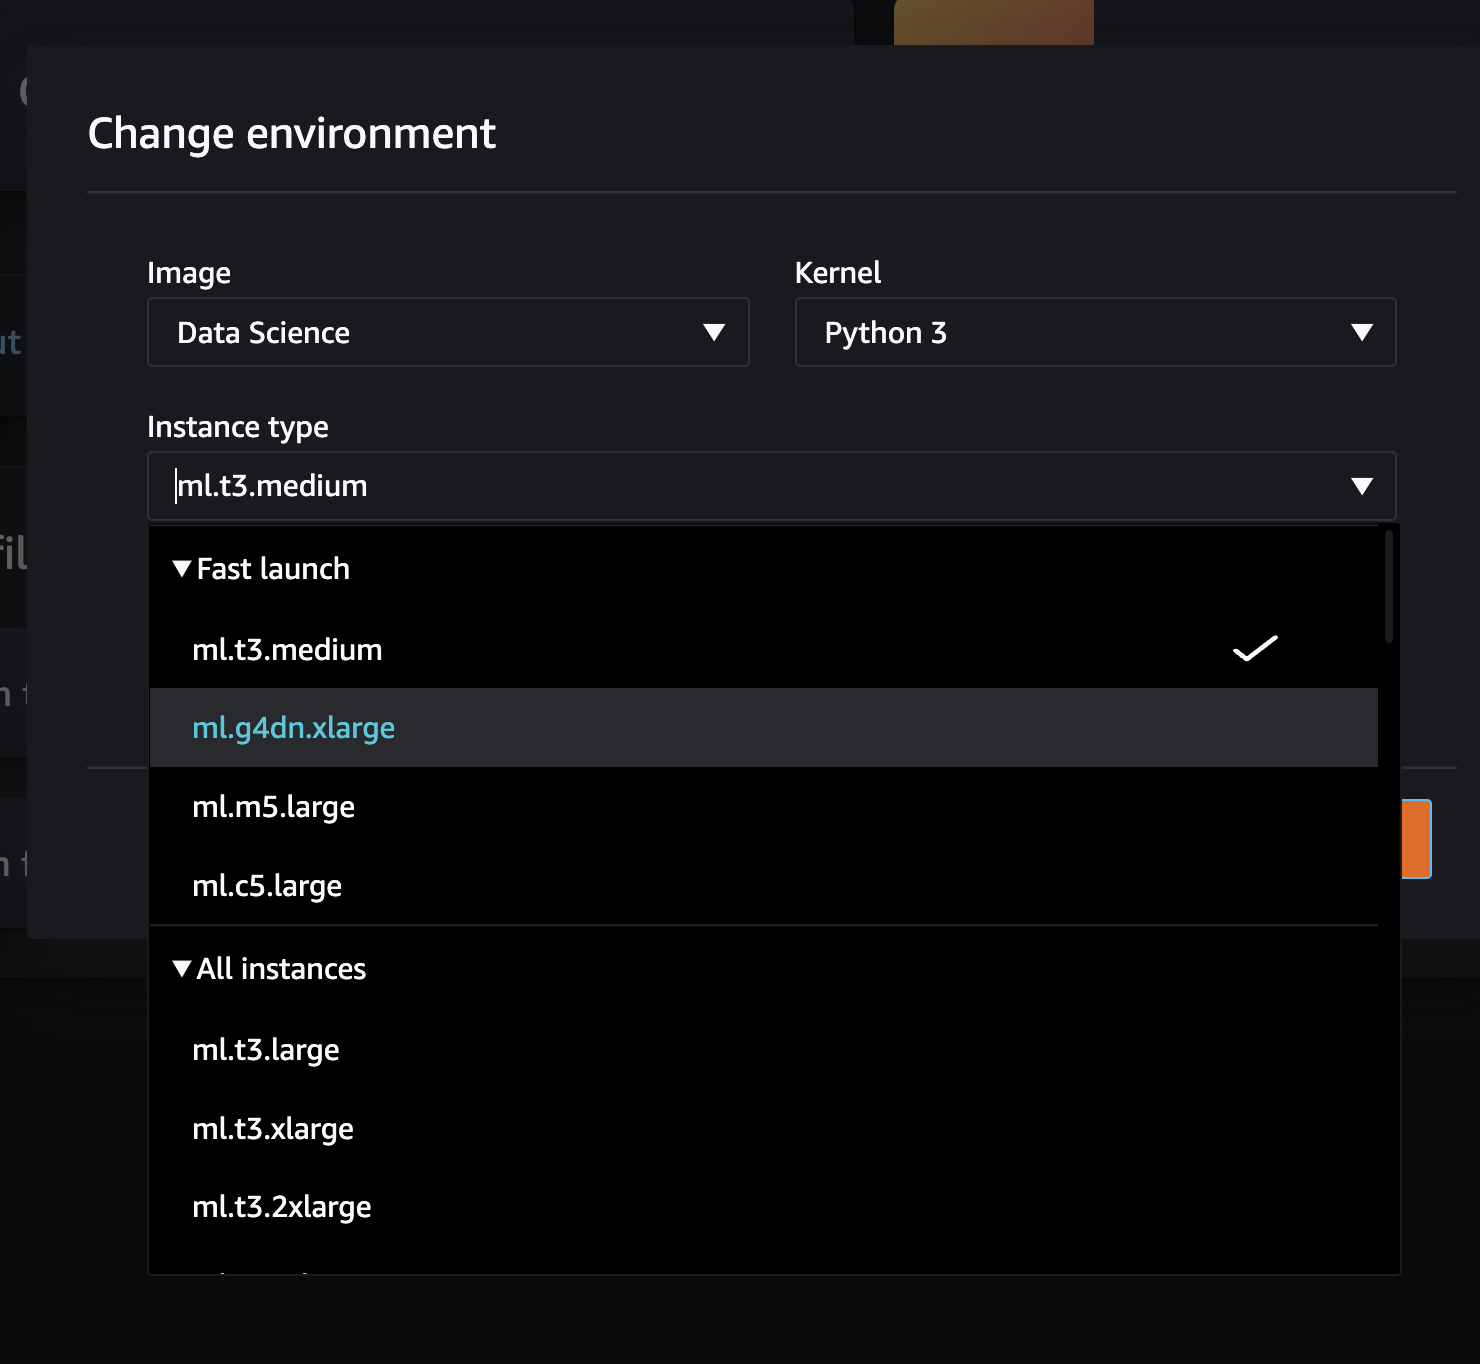 Change environment
Image
Kernel
Data Science
Python 3
Instance type
ml.t3.medium
Fast launch
ml.t3.medium
ml.g4dn.xlarge
ml.m5.large
ml.c5.large
All instances
ml.t3.large
ml.t3.xlarge
ml.t3.2xlarge